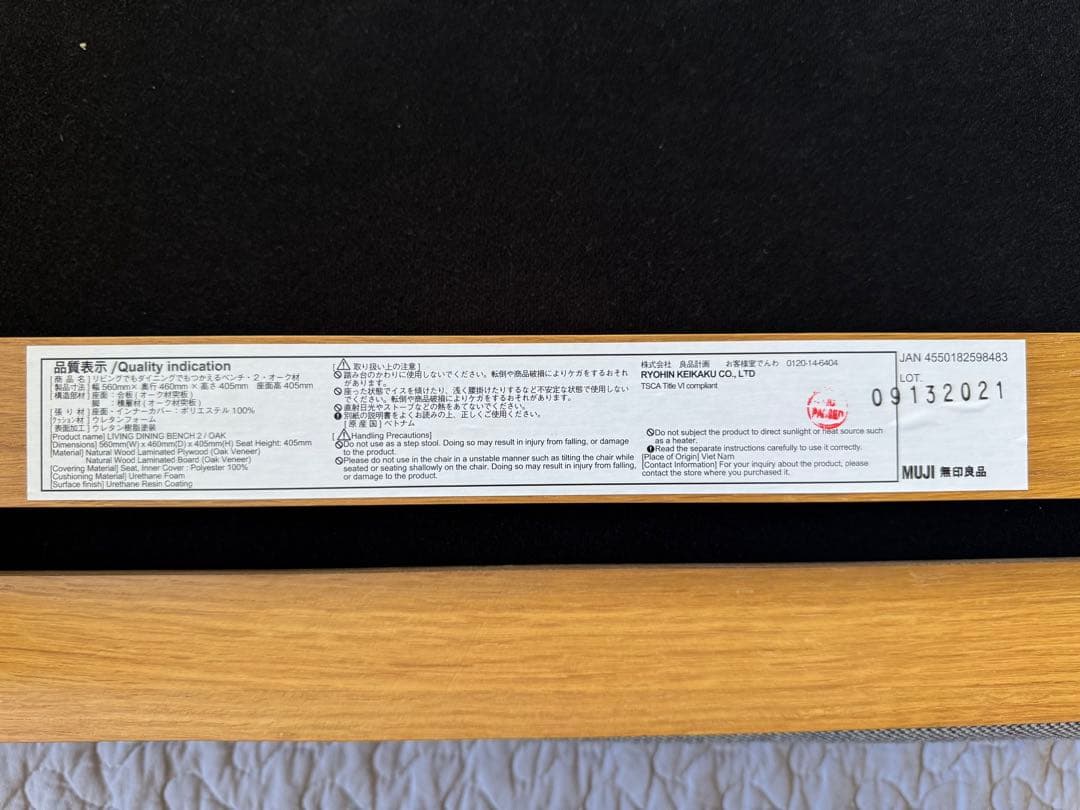 品質表示 /Quality indication
[商 品 名] リビングでもダイニングでもつかえるベンチ・2・オーク材
[製品寸法] 幅 560mm× 奥行 460mm × 高さ 405mm 座面高 405mm
[構造部材] 座面：合板 (オーク材突板)
脚 ：積層材 (オーク材突板)
[張 り 材] 座面・インナーカバー：ポリエステル 100%
[クッション材] ウレタンフォーム
[表面加工] ウレタン樹脂塗装
[Product name] LIVING DINING BENCH 2 / OAK
[Dimensions] 560mm(W) x 460mm(D) x 405mm(H) Seat Height: 405mm
[Material] Natural Wood Laminated Plywood (Oak Veneer)
Natural Wood Laminated Board (Oak Veneer)
[Covering Material] Seat, Inner Cover : Polyester 100%
[Cushioning Material] Urethane Foam
[Surface finish] Urethane Resin Coating
[⚠取り扱い上の注意]
踏み台のかわりに使用しないでください。転倒や商品破損によりケガをするおそれ
があります。
座った状態でイスを傾けたり、浅く腰掛けたりするなど不安定な状態で使用しない
でください。転倒や商品破損によりケガをするおそれがあります。
直射日光やストーブなどの熱をあてないでください。
別紙の説明書をよくお読みの上、正しくご使用ください。
[原 産 国] ベトナム
[⚠Handling Precautions]
Do not use as a step stool. Doing so may result in injury from falling, or damage
to the product.
Please do not use in the chair in a unstable manner such as tilting the chair while
seated or seating shallowly on the chair. Doing so may result in injury from falling,
or damage to the product.
株式会社 良品計画 お客様室でんわ 0120-14-6404
RYOHIN KEIKAKU CO., LTD
TSCA Title VI compliant
QC
PASSED
Do not subject the product to direct sunlight or heat source such
as a heater.
Read the separate instructions carefully to use it correctly.
[Place of Origin] Viet Nam
[Contact Information] For your inquiry about the product, please
contact the store where you purchased it.
JAN 4550182598483
LOT.
09132021
MUJI 無印良品